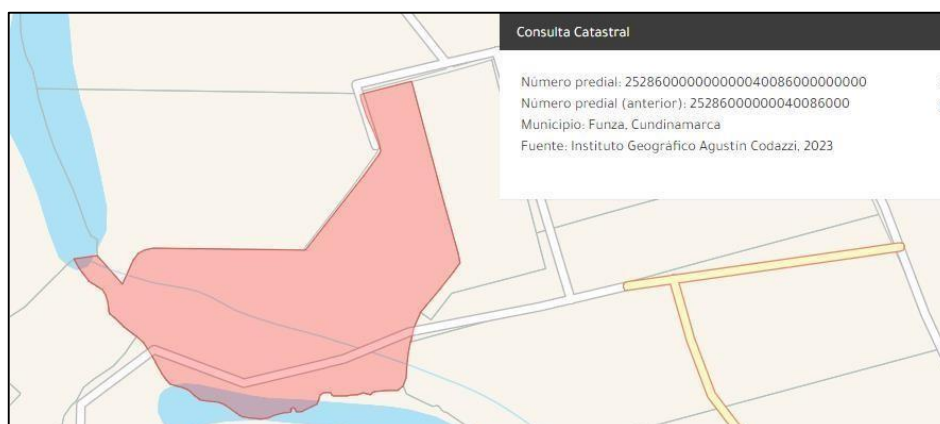 Consulta Catastral
Número predial: 252860000000000040086000000000
Número predial (anterior): 25286000000040086000
Municipio: Funza, Cundinamarca
Fuente: Instituto Geográfico Agustín Codazzi, 2023